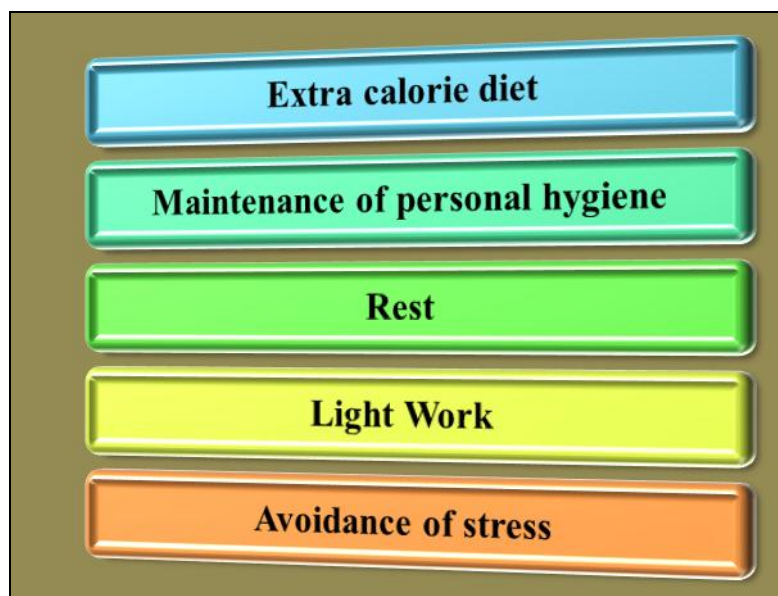 Extra calorie diet
Maintenance of personal hygiene
Rest
Light Work
Avoidance of stress